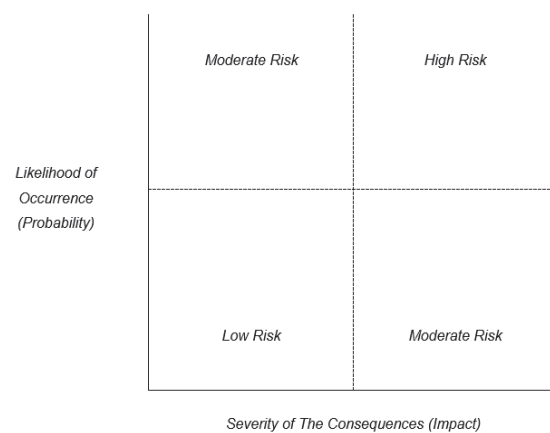 Moderate Risk
High Risk
Likelihood of
Occurrence
(Probability)
Low Risk
Moderate Risk
Severity of The Consequences (Impact)